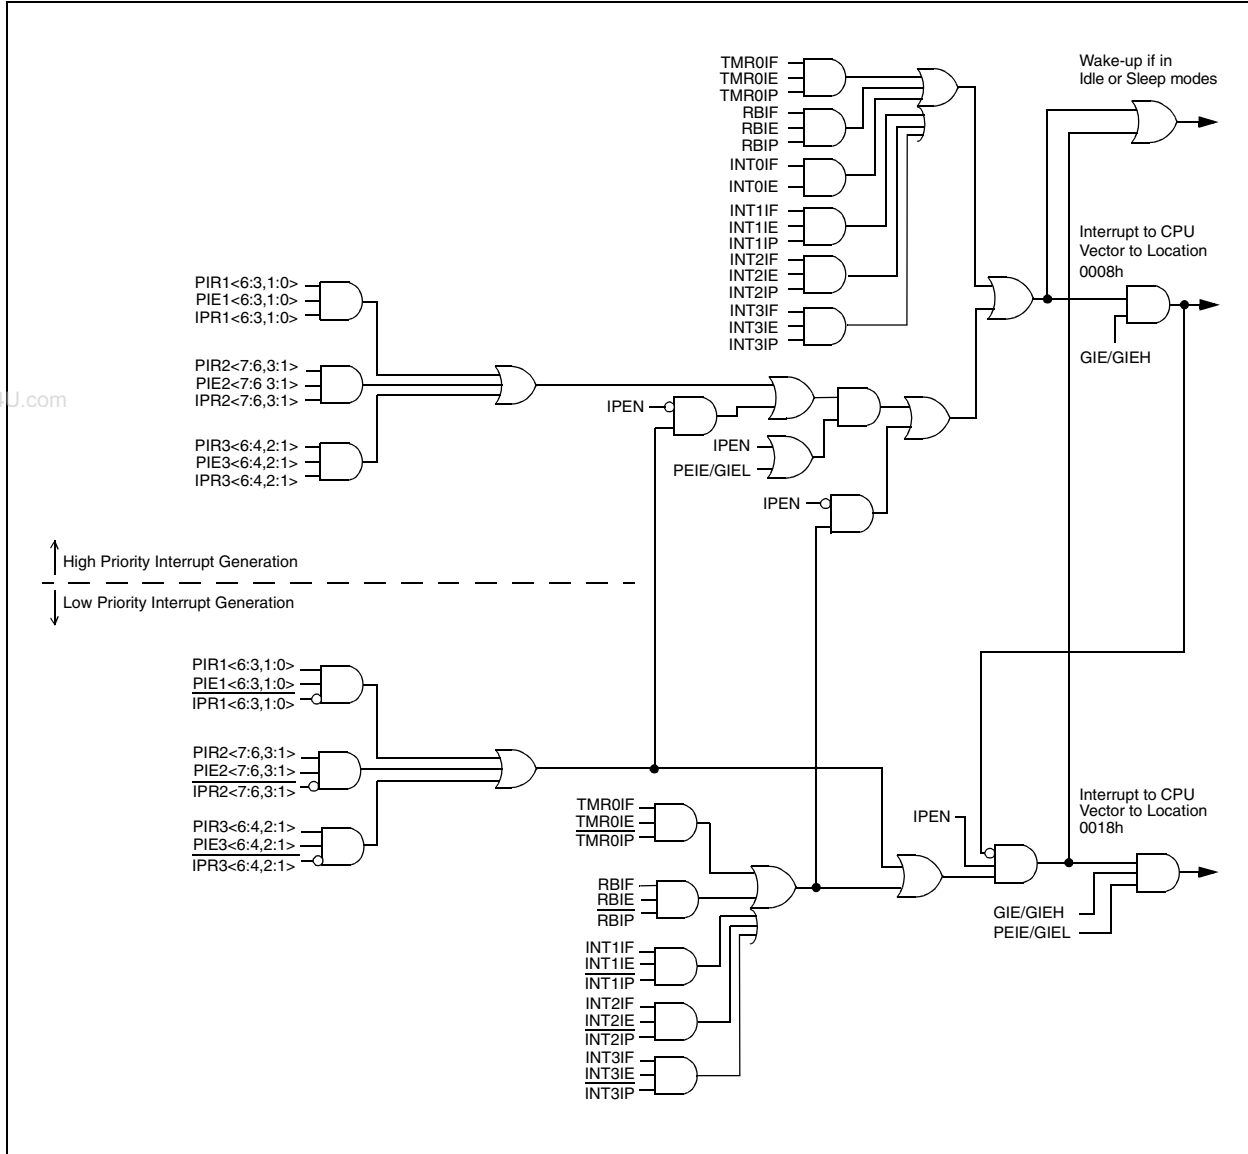 TMR0IF
TMR0IE
TMR0IP
RBIF
RBIE
RBIP
INT0IF
INT0IE
INT1IF
INT1IE
INT1IP
INT2IF
INT2IE
INT2IP
INT3IF
INT3IE
INT3IP
Wake-up if in
Idle or Sleep modes
Interrupt to CPU
Vector to Location
0008h
GIE/GIEH
PIR1<6:3,1:0>
PIE1<6:3,1:0>
IPR1<6:3,1:0>
PIR2<7:6,3:1>
PIE2<7:6 3:1>
IPR2<7:6,3:1>
PIR3<6:4,2:1>
PIE3<6:4,2:1>
IPR3<6:4,2:1>
4U.com
IPEN
IPEN
PEIE/GIEL
IPEN
High Priority Interrupt Generation
Low Priority Interrupt Generation
PIR1<6:3,1:0>
PIE1<6:3,1:0>
IPR1<6:3,1:0>
PIR2<7:6,3:1>
PIE2<7:6,3:1>
IPR2<7:6,3:1>
PIR3<6:4,2:1>
PIE3<6:4,2:1>
IPR3<6:4,2:1>
TMR0IF
TMR0IE
TMR0IP
RBIF
RBIE
RBIP
INT1IF
INT1IE
INT1IP
INT2IF
INT2IE
INT2IP
INT3IF
INT3IE
INT3IP
IPEN
Interrupt to CPU
Vector to Location
0018h
GIE/GIEH
PEIE/GIEL